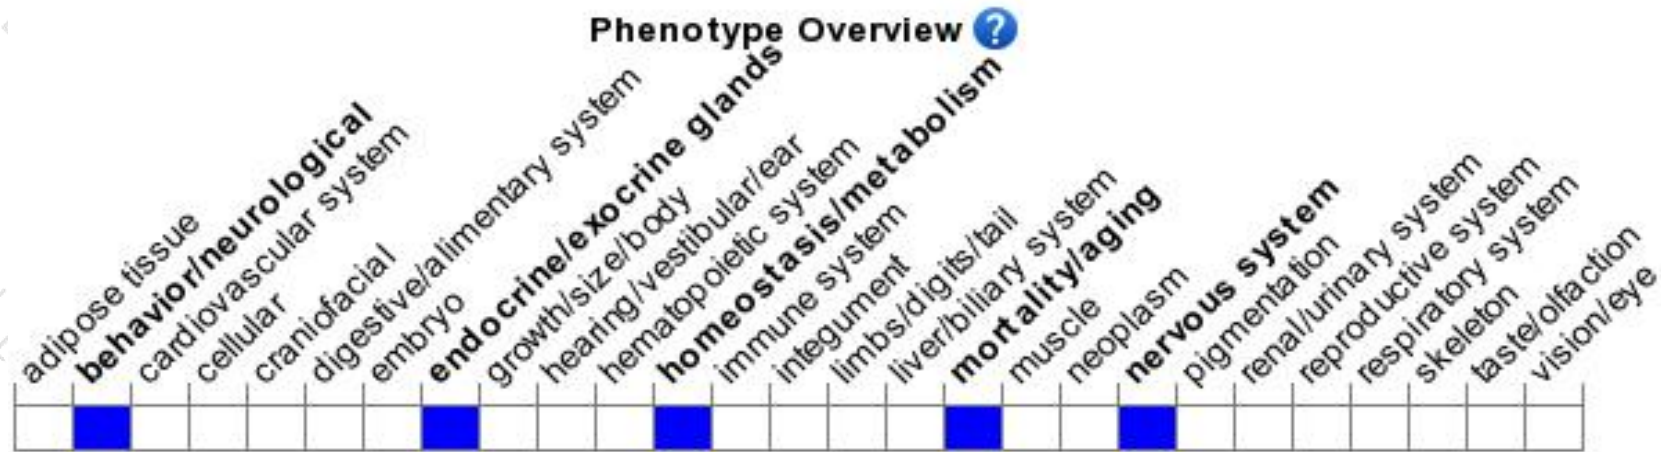 Phenotype Overview ?
adipose tissue
behavior/neurological
cardiovascular system
cellular
craniofacial
digestive/alimentary system
embryo
endocrine/exocrine glands
growth/size/body
hearing/vestibular/ear
hematopoietic system
homeostasis/metabolism
immune system
integument
limbs/digits/tail
liver/biliary system
mortality/aging
muscle
neoplasm
nervous system
pigmentation
renal/urinary system
reproductive system
respiratory system
skeleton
taste/olfaction
vision/eye